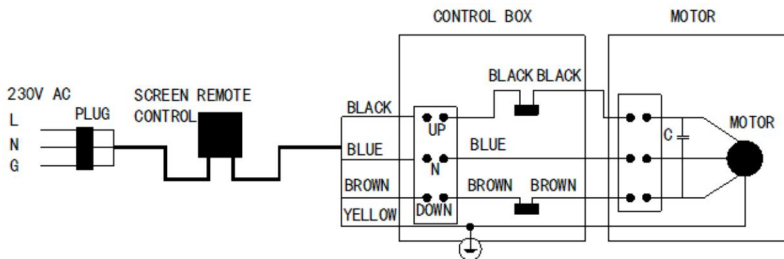 CONTROL BOX
MOTOR
230V AC
L
N
G
PLUG
SCREEN REMOTE
CONTROL
BLACK
BLUE
BROWN
YELLOW
UP
N
DOWN
BLACK BLACK
BLUE
BROWN BROWN
C
MOTOR